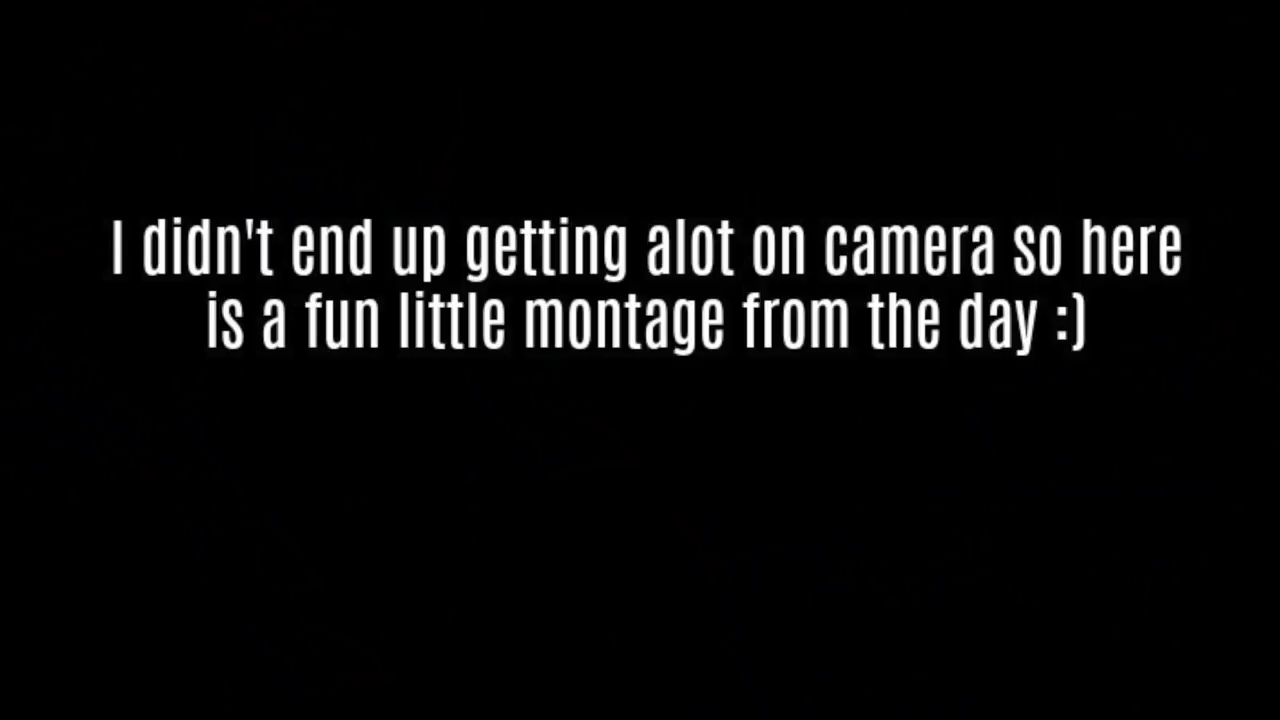 I didn't end up getting alot on camera so here
is a fun little montage from the day :)